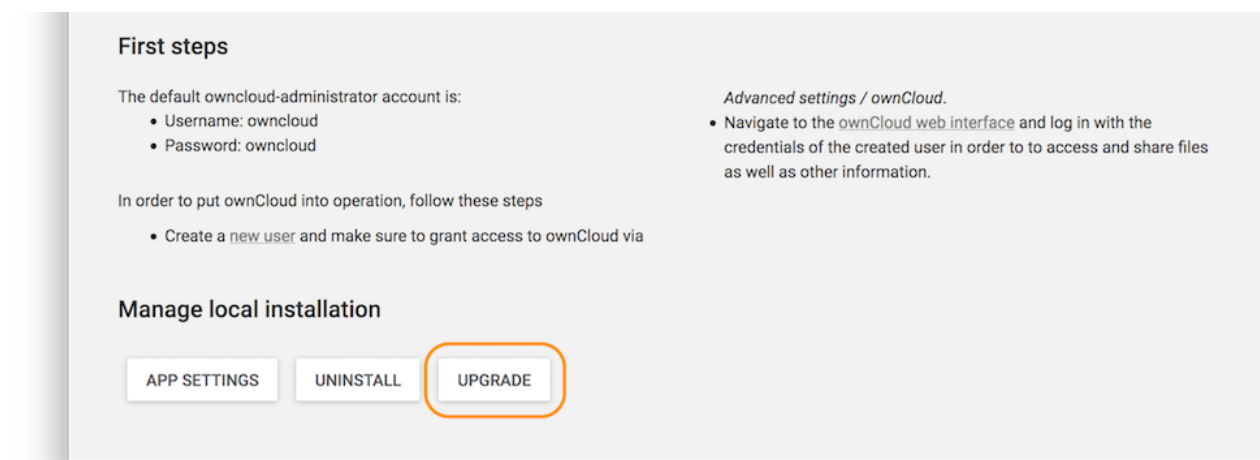 First steps
The default owncloud-administrator account is:
• Username: owncloud
• Password: owncloud
In order to put ownCloud into operation, follow these steps
• Create a new user and make sure to grant access to ownCloud via
Advanced settings / ownCloud.
• Navigate to the ownCloud web interface and log in with the
credentials of the created user in order to to access and share files
as well as other information.
Manage local installation
APP SETTINGS
UNINSTALL
UPGRADE